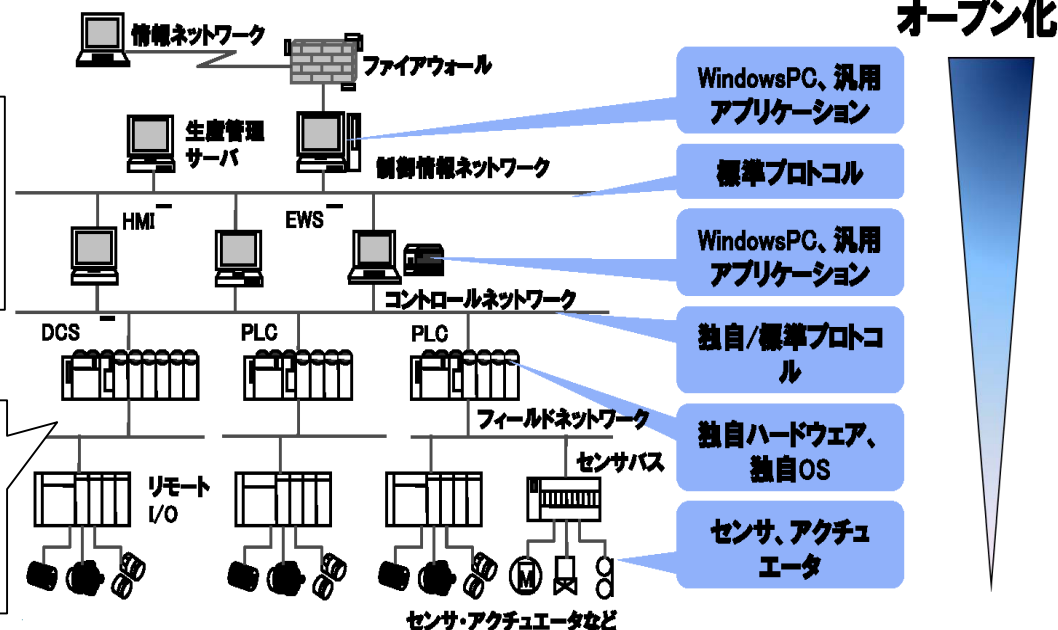 オープン化
情報ネットワーク
ファイアウォール
WindowsPC、汎用
アプリケーション
生産管理
サーバ
制御情報ネットワーク
標準プロトコル
HMI
EWS
WindowsPC、汎用
アプリケーション
コントロールネットワーク
DCS
PLC
PLC
独自/標準プロトコ
ル
フィールドネットワーク
独自ハードウェア、
独自OS
センサバス
リモート
I/O
センサ、アクチュ
エータ
M
センサ・アクチュエータなど